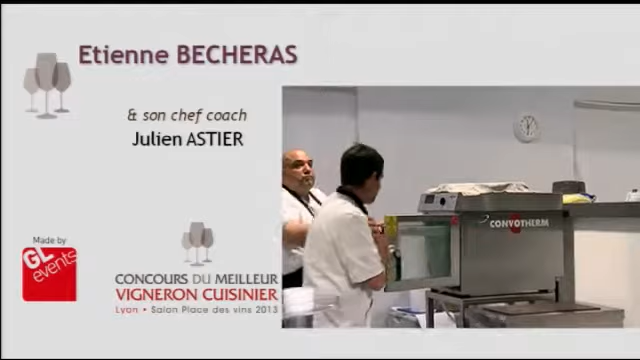 Etienne BECHERAS
& son chef coach
Julien ASTIER
CONVOTHERM
Made by
GL
events
CONCOURS DU MEILLEUR
VIGNERON CUISINIER
Lyon • Salon Place des vins 2013